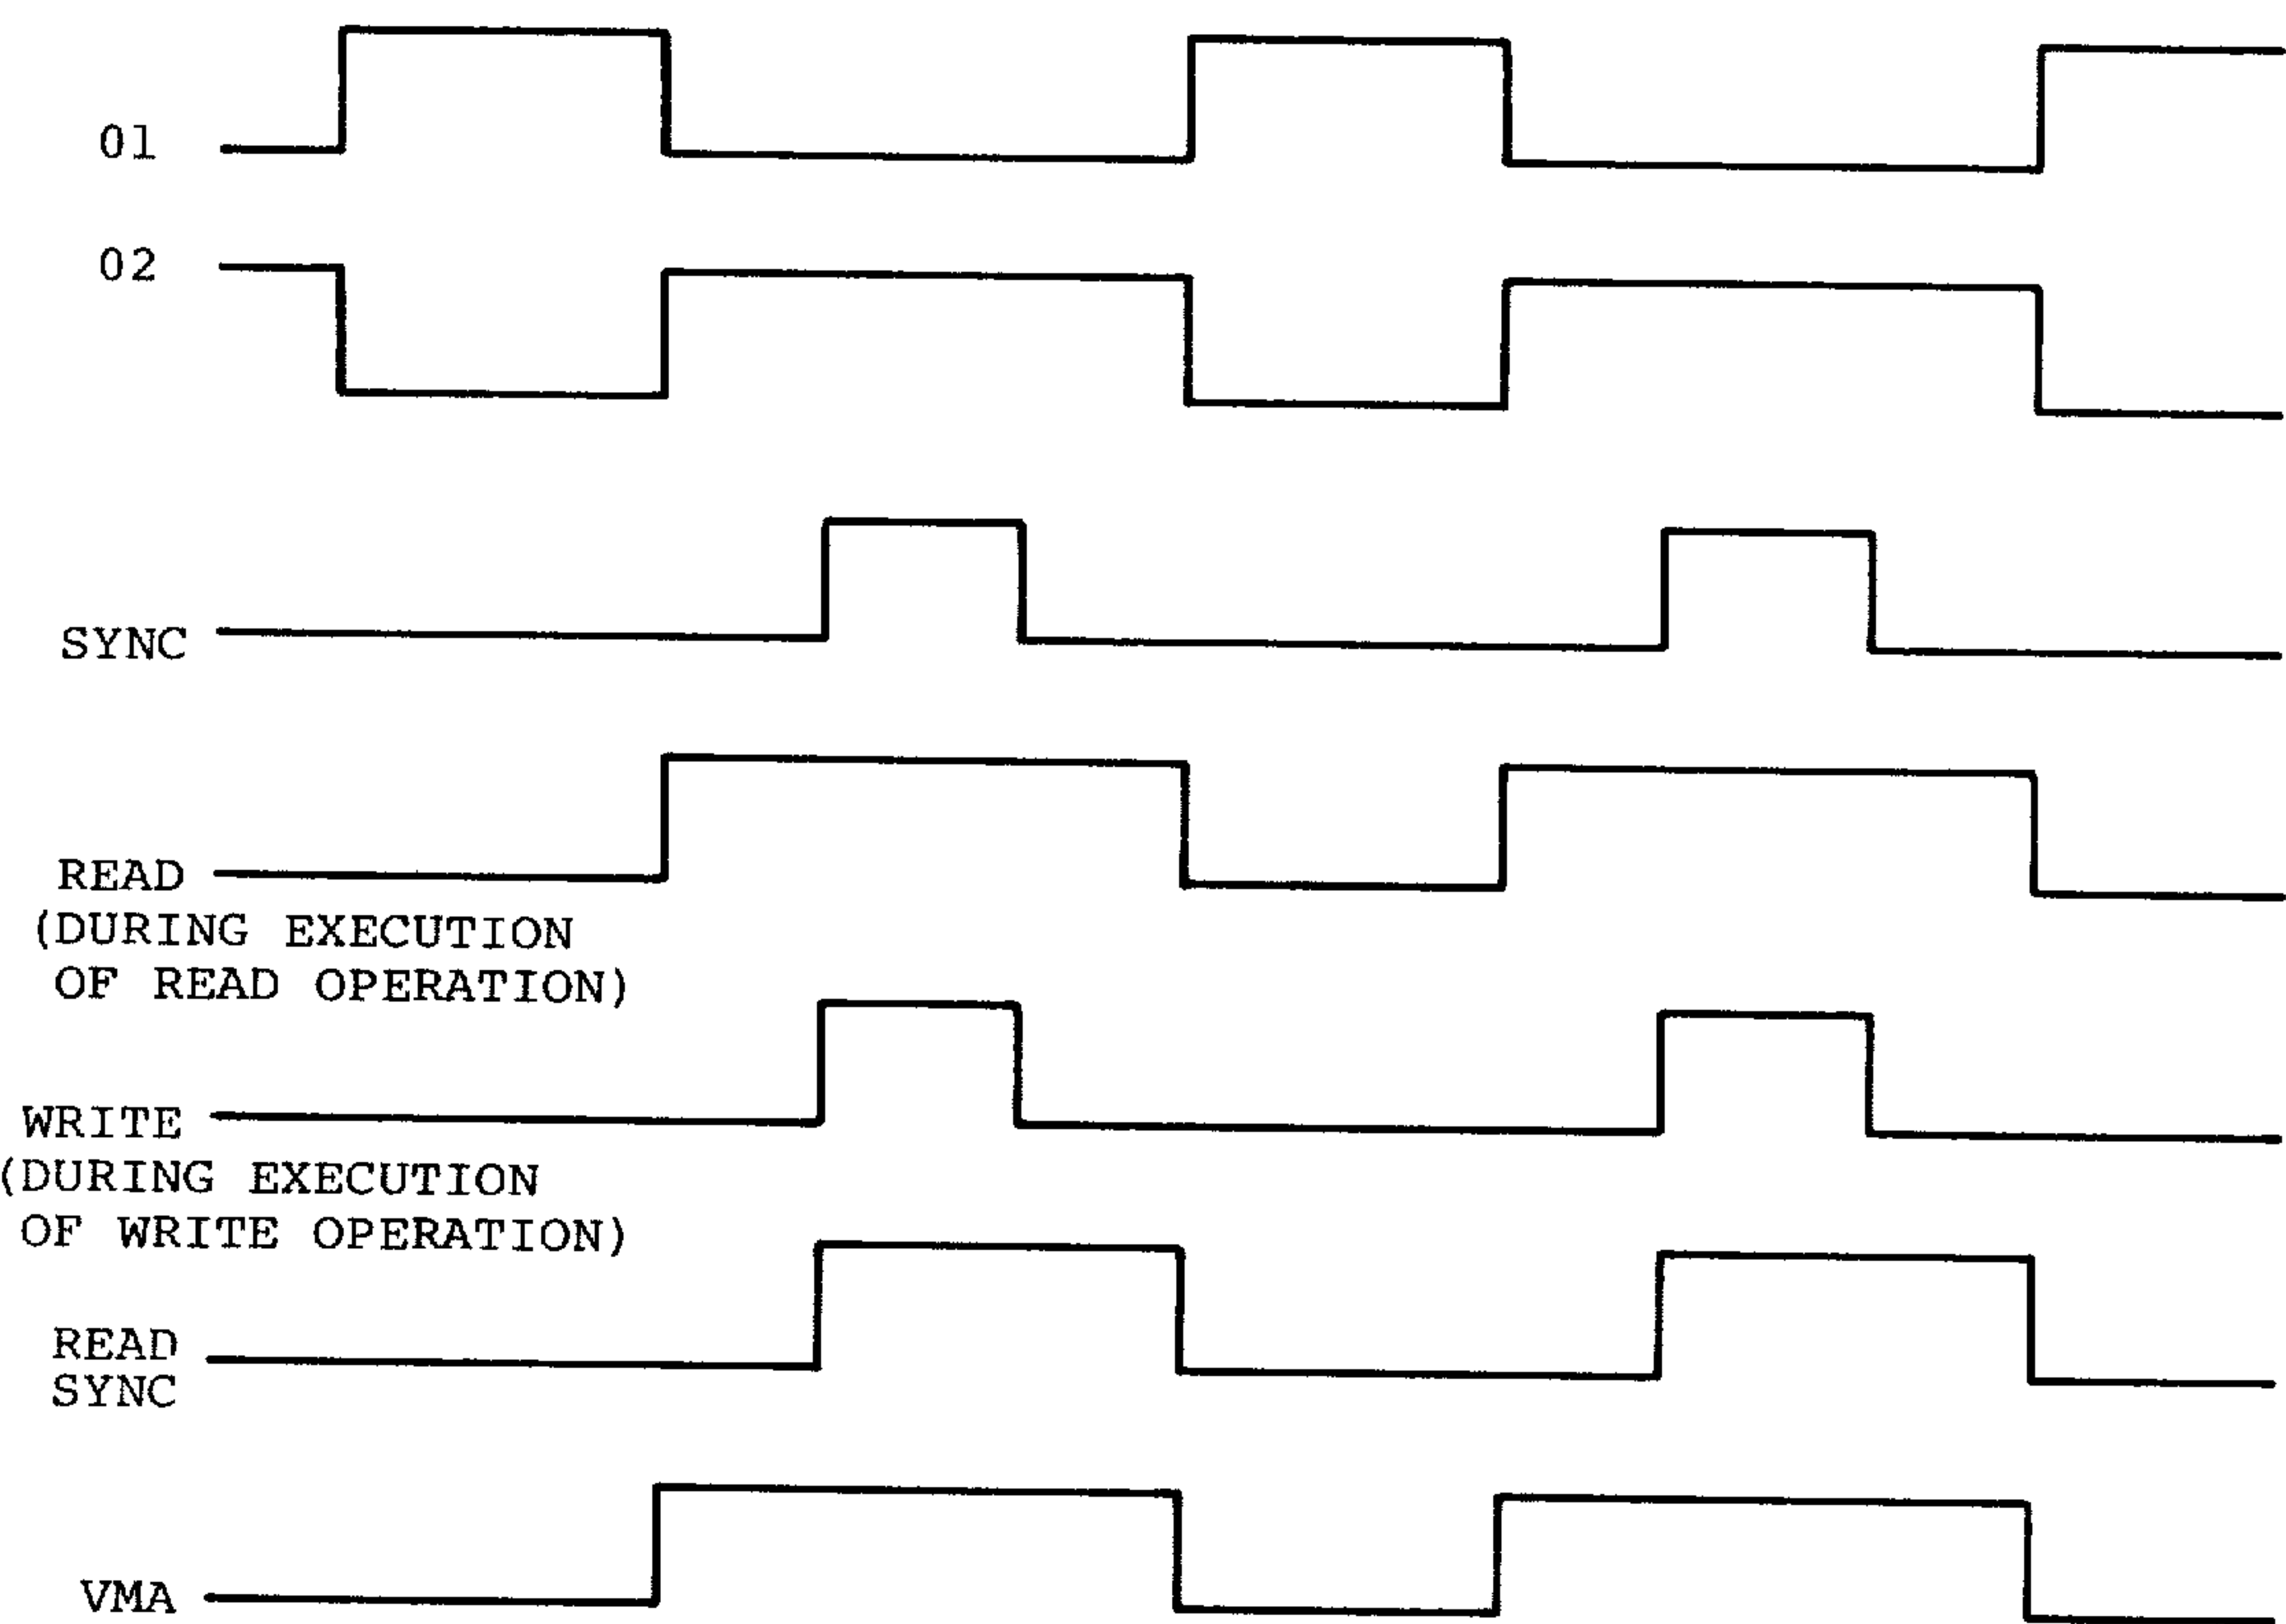 01
02
SYNC
READ
(DURING EXECUTION
OF READ OPERATION)
WRITE
(DURING EXECUTION
OF WRITE OPERATION)
READ
SYNC
VMA